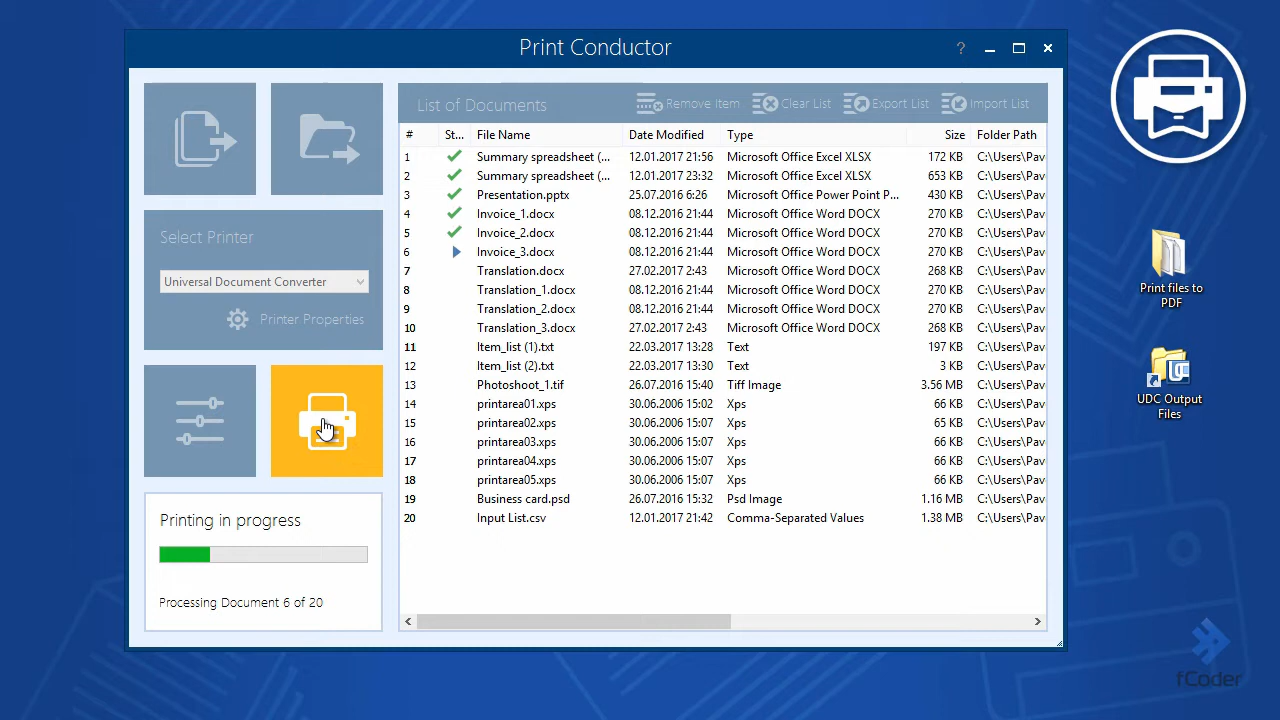 Print Conductor
?
List of Documents Remove Item Clear List Export List Import List
# St... File Name Date Modified Type Size Folder Path
1 Summary spreadsheet (... 12.01.2017 21:56 Microsoft Office Excel XLSX 172 KB C:\Users\Pav
2 Summary spreadsheet (... 12.01.2017 23:32 Microsoft Office Excel XLSX 653 KB C:\Users\Pav
3 Presentation.pptx 25.07.2016 6:26 Microsoft Office Power Point P... 430 KB C:\Users\Pav
4 Invoice_1.docx 08.12.2016 21:44 Microsoft Office Word DOCX 270 KB C:\Users\Pav
5 Invoice_2.docx 08.12.2016 21:44 Microsoft Office Word DOCX 270 KB C:\Users\Pav
6 Invoice_3.docx 08.12.2016 21:44 Microsoft Office Word DOCX 270 KB C:\Users\Pav
7 Translation.docx 27.02.2017 2:43 Microsoft Office Word DOCX 268 KB C:\Users\Pav
8 Translation_1.docx 08.12.2016 21:44 Microsoft Office Word DOCX 270 KB C:\Users\Pav
9 Translation_2.docx 08.12.2016 21:44 Microsoft Office Word DOCX 270 KB C:\Users\Pav
10 Translation_3.docx 27.02.2017 2:43 Microsoft Office Word DOCX 268 KB C:\Users\Pav
11 Item_list (1).txt 22.03.2017 13:28 Text 197 KB C:\Users\Pav
12 Item_list (2).txt 22.03.2017 13:30 Text 3 KB C:\Users\Pav
13 Photoshoot_1.tif 26.07.2016 15:40 Tiff Image 3.56 MB C:\Users\Pav
14 printarea01.xps 30.06.2006 15:02 Xps 66 KB C:\Users\Pav
15 printarea02.xps 30.06.2006 15:07 Xps 65 KB C:\Users\Pav
16 printarea03.xps 30.06.2006 15:07 Xps 66 KB C:\Users\Pav
17 printarea04.xps 30.06.2006 15:07 Xps 66 KB C:\Users\Pav
18 printarea05.xps 30.06.2006 15:07 Xps 66 KB C:\Users\Pav
19 Business card.psd 26.07.2016 15:32 Psd Image 1.16 MB C:\Users\Pav
20 Input List.csv 12.01.2017 21:42 Comma-Separated Values 1.38 MB C:\Users\Pav
Select Printer
Universal Document Converter
Printer Properties
Printing in progress
Processing Document 6 of 20
Print files to
PDF
UDC Output
Files
fCoder